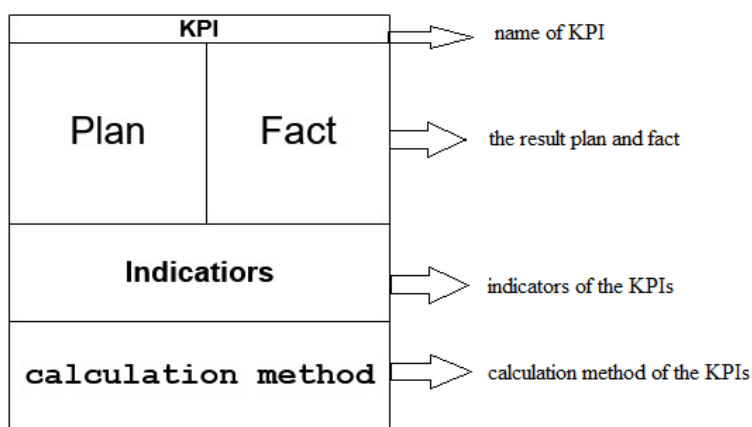 KPI
name of KPI
Plan
Fact
the result plan and fact
Indicatiors
indicators of the KPIs
calculation method
calculation method of the KPIs